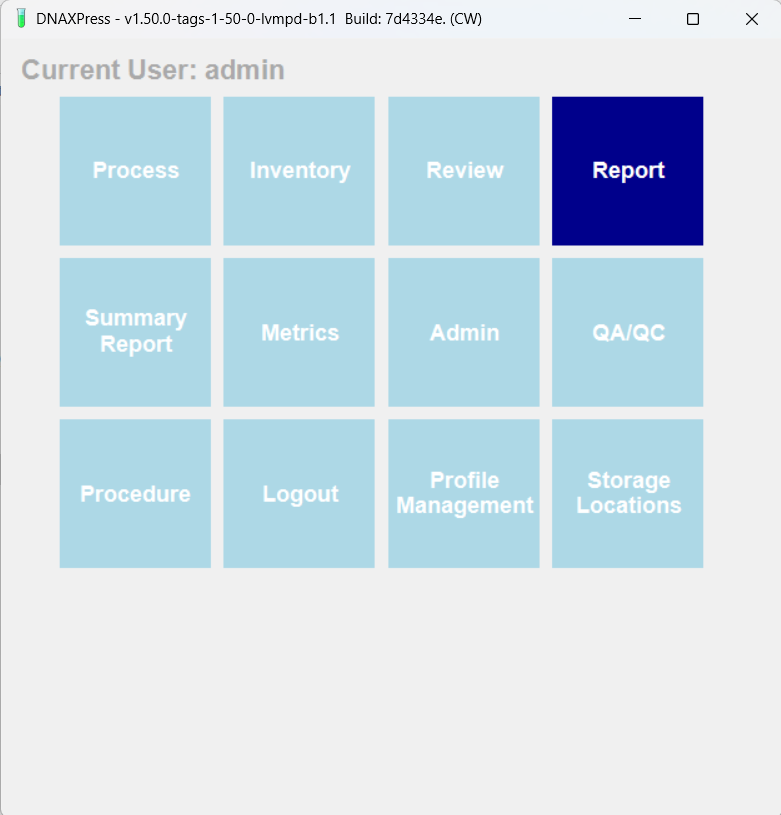 DNAXPress - v1.50.0-tags-1-50-0-lvmpd-b1.1  Build: 7d4334e. (CW)
Current User: admin
Process
Inventory
Review
Report
Summary
Report
Metrics
Admin
QA/QC
Procedure
Logout
Profile
Management
Storage
Locations